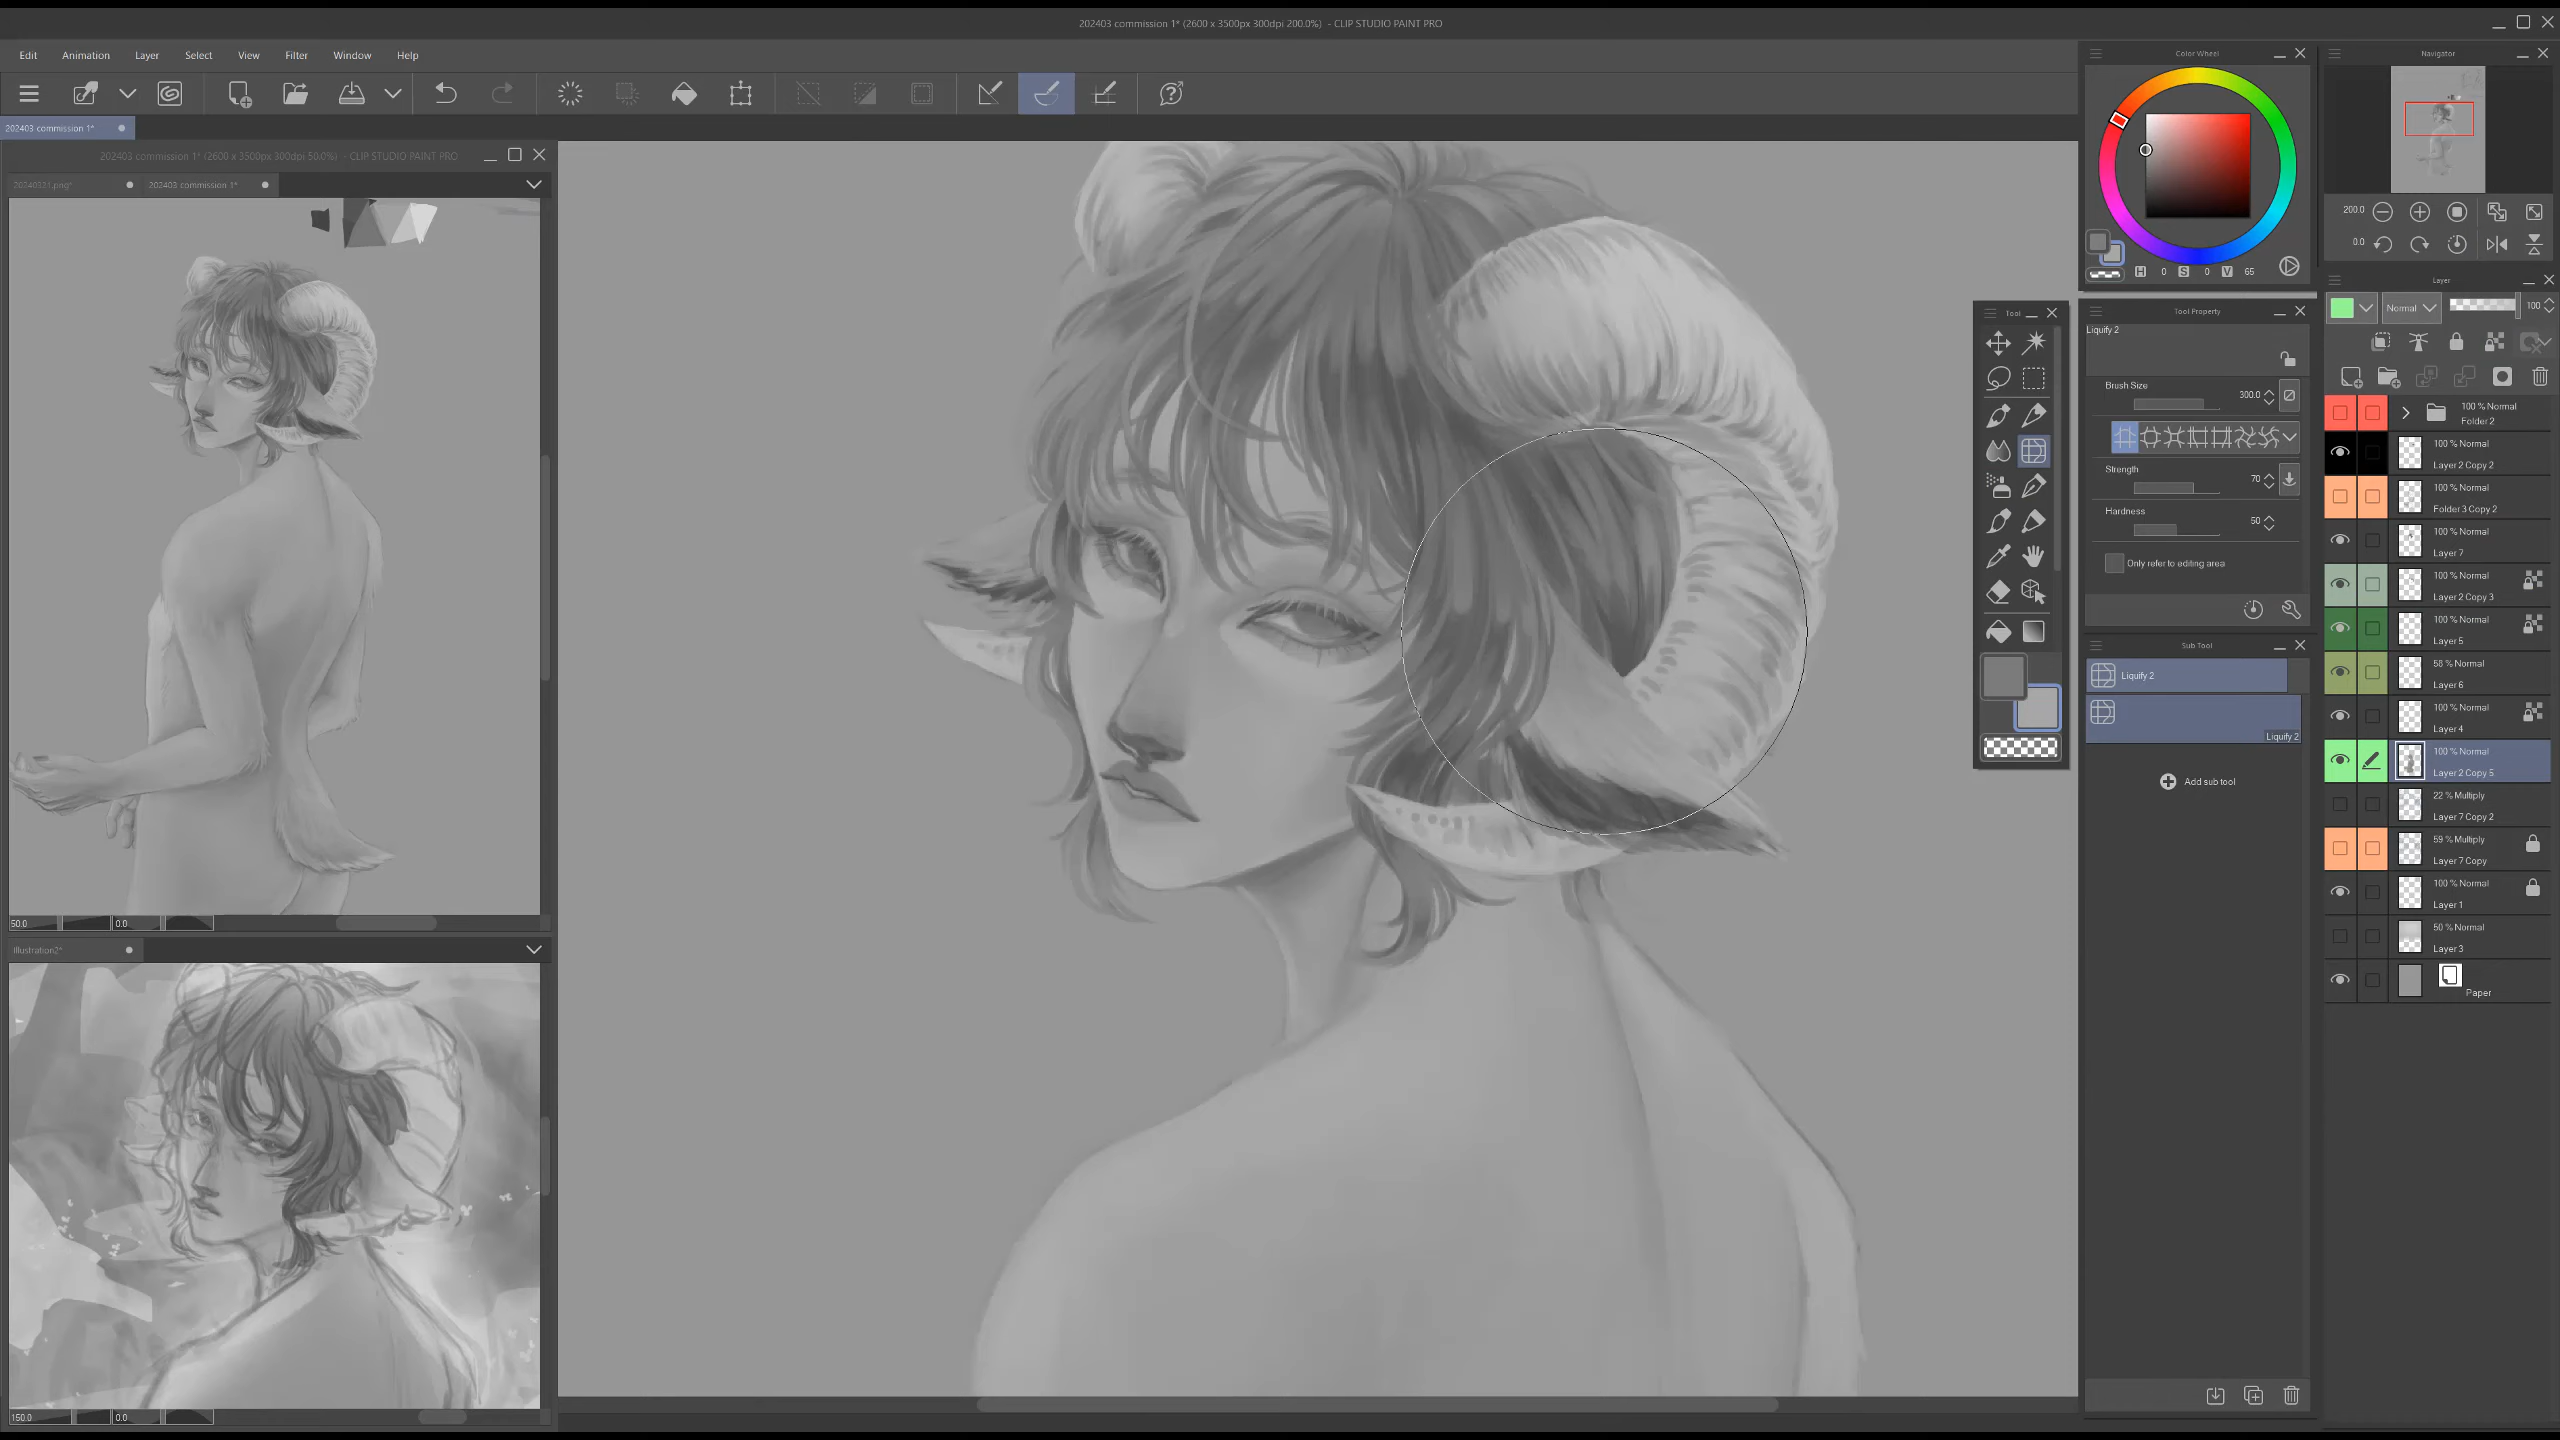 202403 commission 1* (2600 x 3500px 300dpi 200.0%) - CLIP STUDIO PAINT PRO
Edit Animation Layer Select View Filter Window Help
202403 commission 1*
202403 commission 1* (2600 x 3500px 300dpi 50.0%) - CLIP STUDIO PAINT PRO
20240321.png* 202403 commission 1*
50.0 0.0
Illustration2*
150.0 0.0
Tool
Color Wheel
H 0 S 0 V 65
Tool Property
Liquify 2
Brush Size 300.0
Strength 70
Hardness 50
Only refer to editing area
Sub Tool
Liquify 2
Liquify 2
Add sub tool
Navigator
200.0
0.0
Layer
Normal 100
100 % Normal
Folder 2
100 % Normal
Layer 2 Copy 2
100 % Normal
Folder 3 Copy 2
100 % Normal
Layer 7
100 % Normal
Layer 2 Copy 3
100 % Normal
Layer 5
58 % Normal
Layer 6
100 % Normal
Layer 4
100 % Normal
Layer 2 Copy 5
22 % Multiply
Layer 7 Copy 2
59 % Multiply
Layer 7 Copy
100 % Normal
Layer 1
50 % Normal
Layer 3
Paper